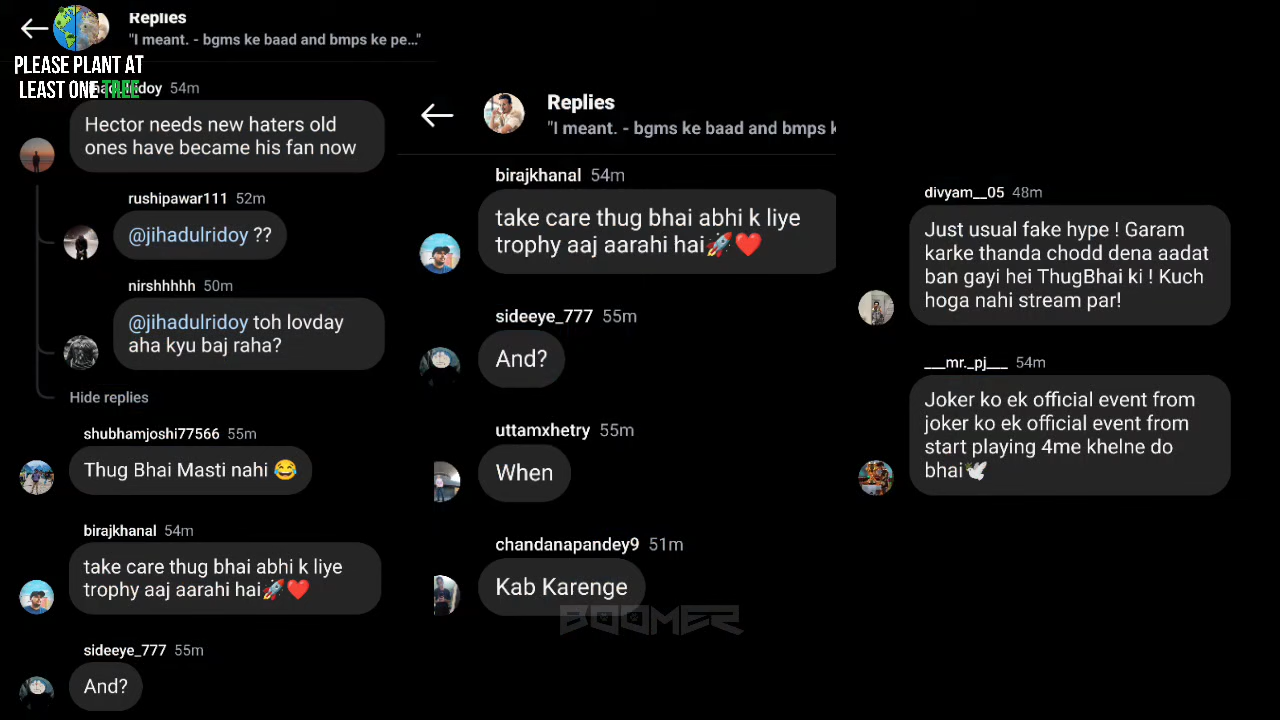 Replies
"I meant. - bgms ke baad and bmps ke pe..."
PLEASE PLANT AT
LEAST ONE TREE
54m
Hector needs new haters old
ones have became his fan now
rushipawar111 52m
@jihadulridoy ??
nirshhhhh 50m
@jihadulridoy toh lovday
aha kyu baj raha?
Hide replies
shubhamjoshi77566 55m
Thug Bhai Masti nahi 😂
birajkhanal 54m
take care thug bhai abhi k liye
trophy aaj aarahi hai🚀❤️
sideeye_777 55m
And?
Replies
"I meant. - bgms ke baad and bmps k
birajkhanal 54m
take care thug bhai abhi k liye
trophy aaj aarahi hai🚀❤️
sideeye_777 55m
And?
uttamxhetry 55m
When
chandanapandey9 51m
Kab Karenge
BOOMER
divyam__05 48m
Just usual fake hype ! Garam
karke thanda chodd dena aadat
ban gayi hei ThugBhai ki ! Kuch
hoga nahi stream par!
___mr._pj___ 54m
Joker ko ek official event from
joker ko ek official event from
start playing 4me khelne do
bhai🕊️